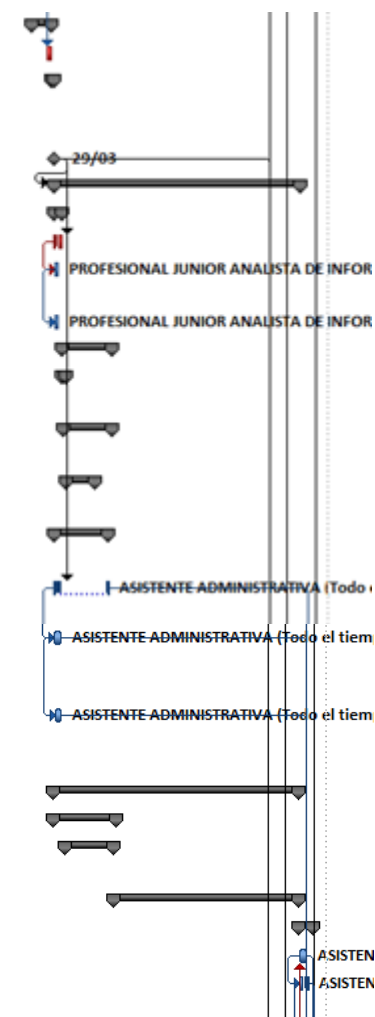 29/03
PROFESIONAL JUNIOR ANALISTA DE INFOR
PROFESIONAL JUNIOR ANALISTA DE INFOR
ASISTENTE ADMINISTRATIVA (Todo e
ASISTENTE ADMINISTRATIVA (Todo el tiem
ASISTENTE ADMINISTRATIVA (Todo el tiem
ASISTEN
ASISTEN